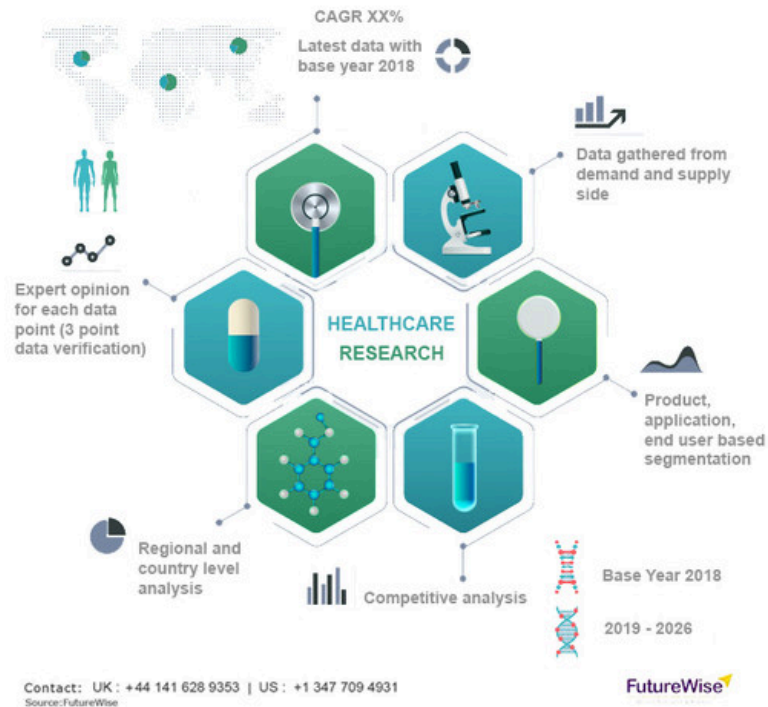 CAGR XX%
Latest data with
base year 2018
Data gathered from
demand and supply
side
Expert opinion
for each data
point (3 point
data verification)
HEALTHCARE
RESEARCH
Product,
application,
end user based
segmentation
Regional and
country level
analysis
Competitive analysis
Base Year 2018
2019 - 2026
Contact: UK : +44 141 628 9353 | US : +1 347 709 4931
Source:FutureWise
FutureWise